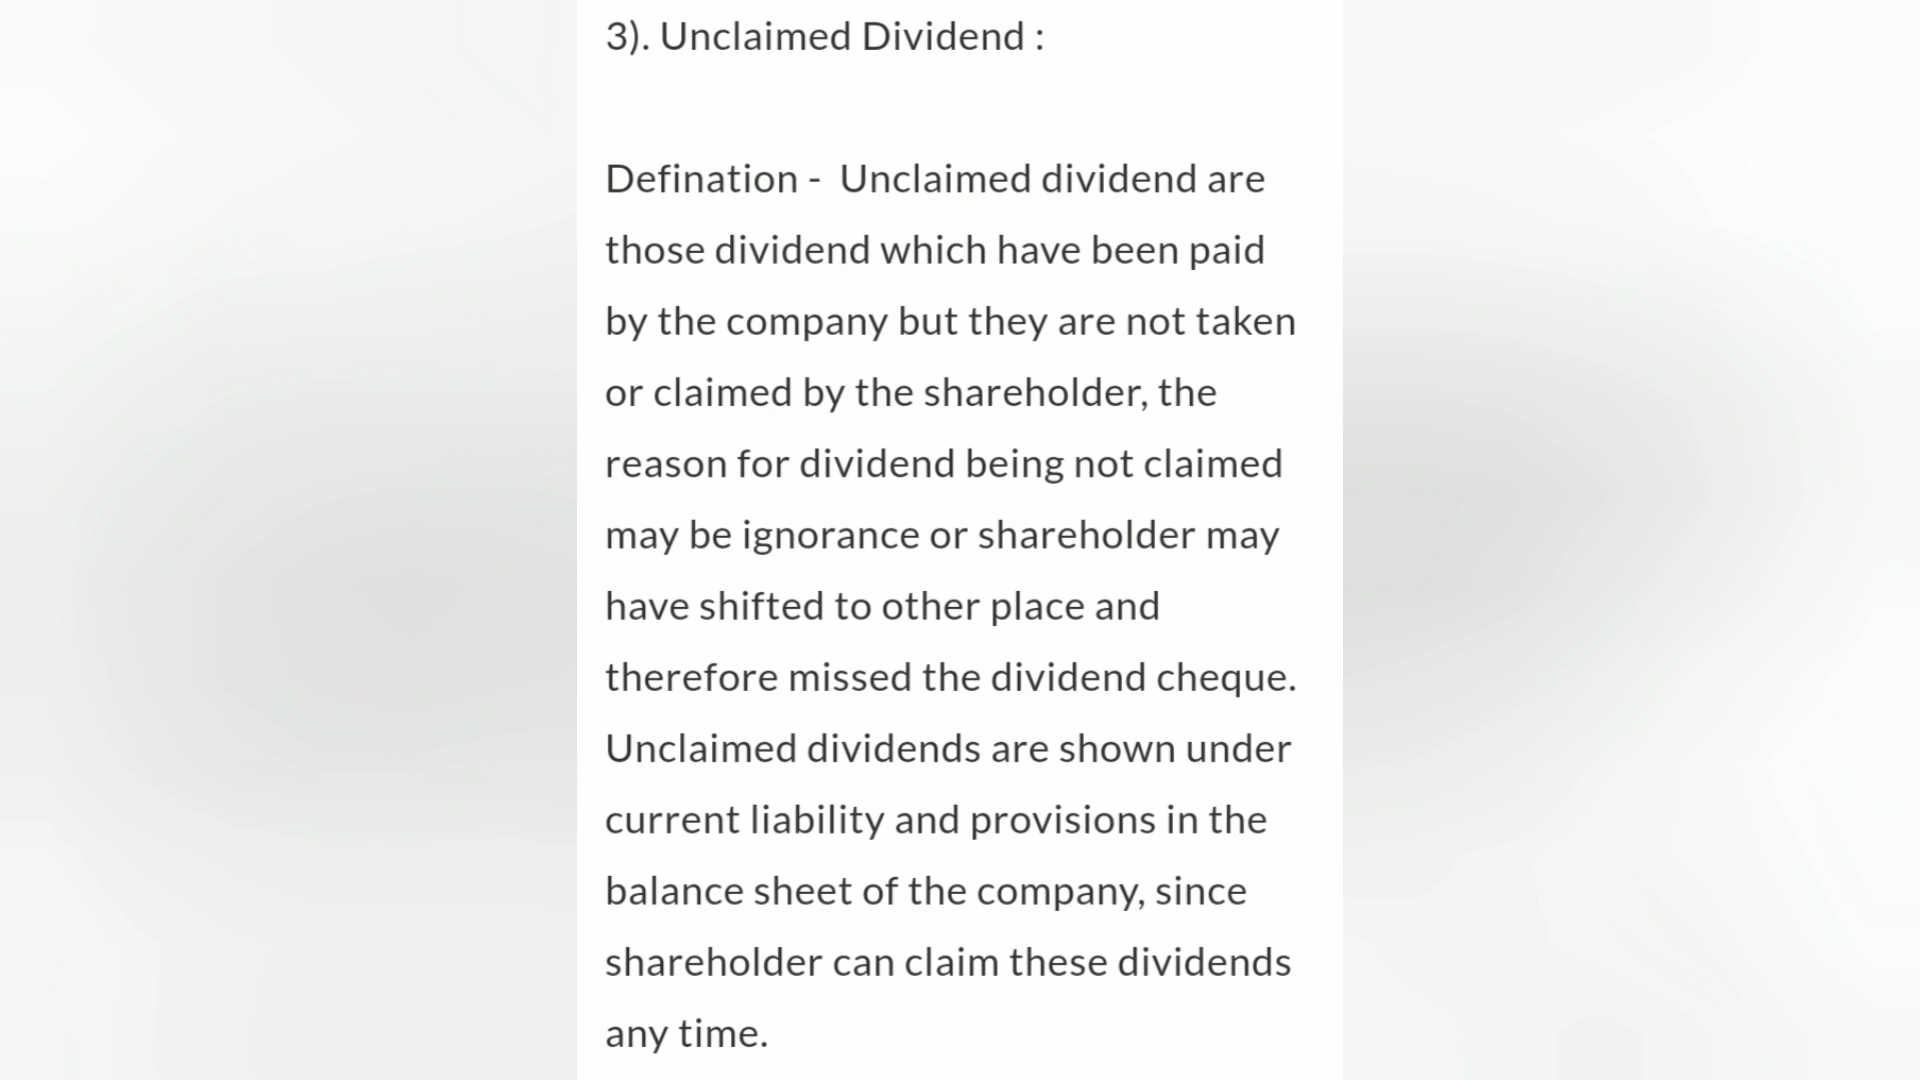 3). Unclaimed Dividend :
Defination -  Unclaimed dividend are
those dividend which have been paid
by the company but they are not taken
or claimed by the shareholder, the
reason for dividend being not claimed
may be ignorance or shareholder may
have shifted to other place and
therefore missed the dividend cheque.
Unclaimed dividends are shown under
current liability and provisions in the
balance sheet of the company, since
shareholder can claim these dividends
any time.